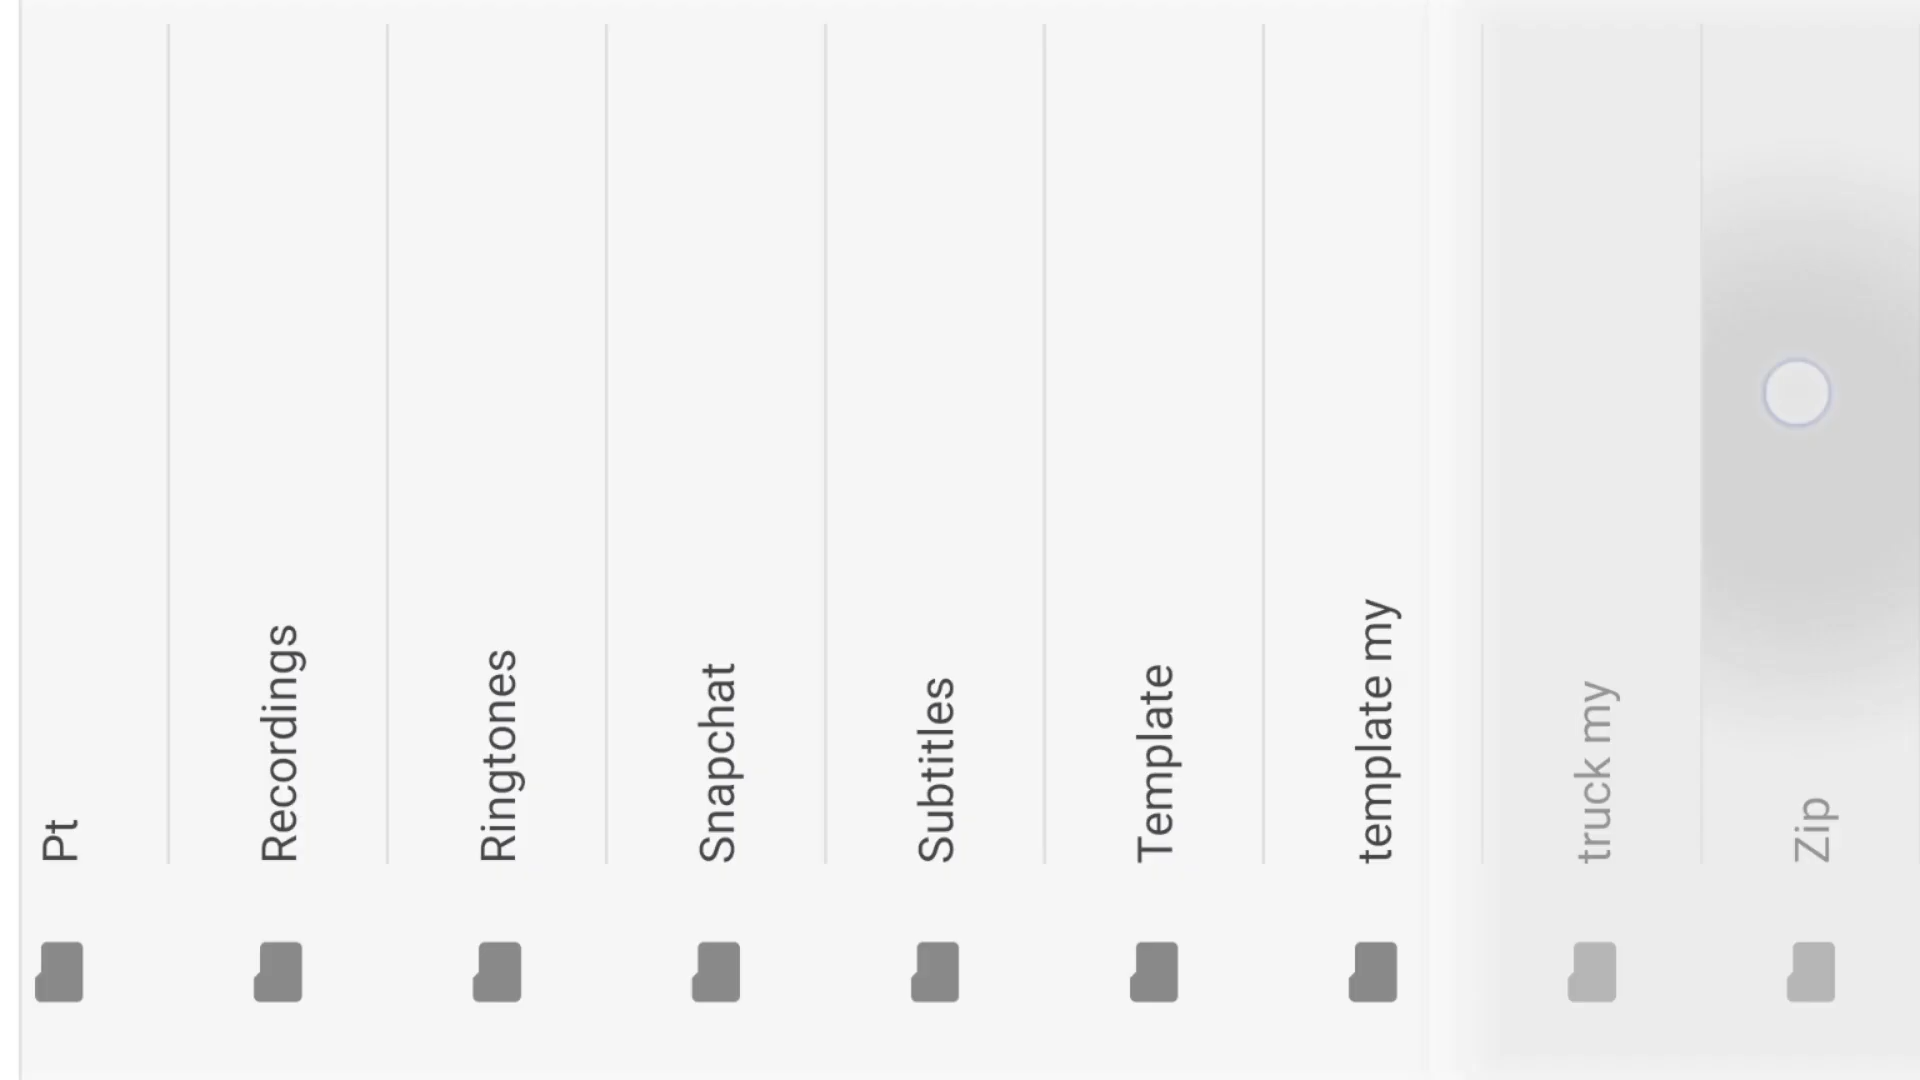 Pt
Recordings
Ringtones
Snapchat
Subtitles
Template
template my
truck my
Zip